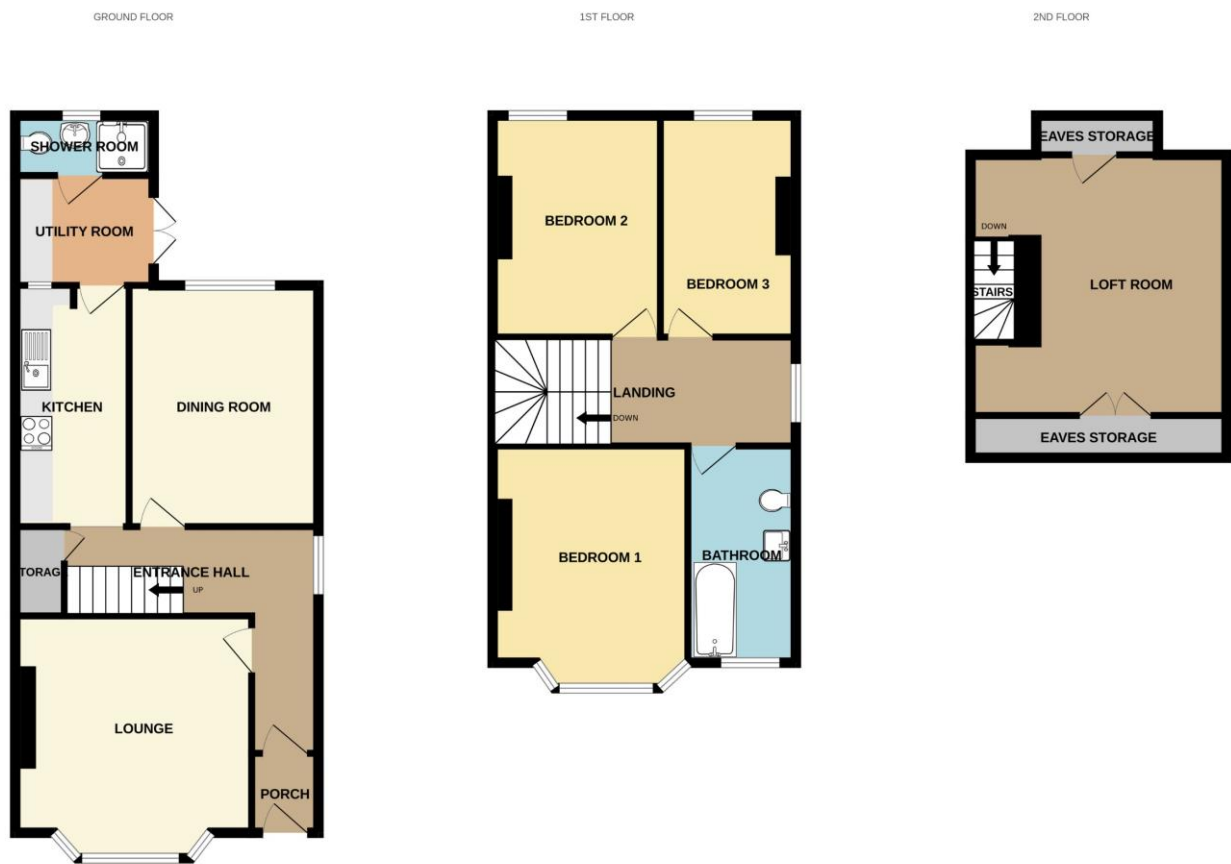 GROUND FLOOR
SHOWER ROOM
UTILITY ROOM
KITCHEN
DINING ROOM
TORAG
ENTRANCE HALL
UP
LOUNGE
PORCH
1ST FLOOR
BEDROOM 2
BEDROOM 3
LANDING
DOWN
BEDROOM 1
BATHROOM
2ND FLOOR
EAVES STORAGE
DOWN
STAIRS
LOFT ROOM
EAVES STORAGE